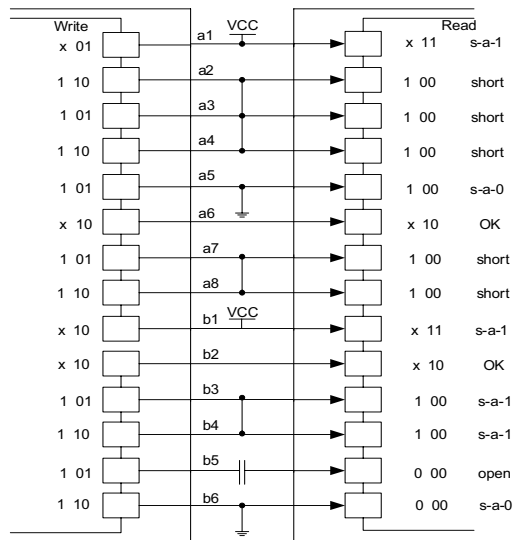 Write VCC Read
x 01 a1 x 11 s-a-1
1 10 a2 1 00 short
1 01 a3 1 00 short
1 10 a4 1 00 short
1 01 a5 1 00 s-a-0
x 10 a6 x 10 OK
1 01 a7 1 00 short
1 10 a8 1 00 short
x 10 b1 VCC x 11 s-a-1
x 10 b2 x 10 OK
1 01 b3 1 00 s-a-1
1 10 b4 1 00 s-a-1
1 01 b5 0 00 open
1 10 b6 0 00 s-a-0